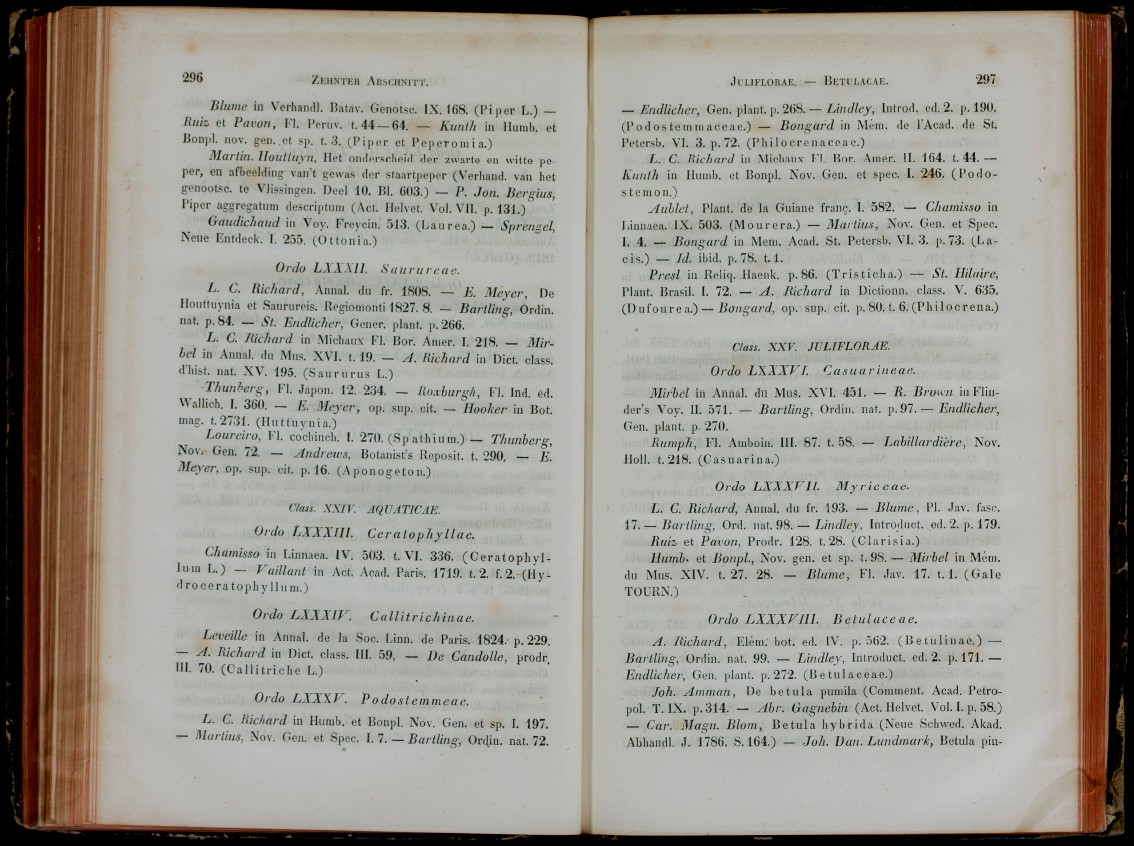 296 ZEHNTER ABSCHNITT.
Blume in Verhandl. Batav. Genotsc. IX. 168. (Piper L.) —
Ruiz et Pavon, Fl. Peruv. t. 44—64. — Kunth in Humb. et
Bonpl. nov. gen. et sp. t. 3. (Piper et Peperomia.)
Martin. Houttuyn, Het onderscheid der zwarte en witte pe-
per, en afbeelding van't gewas der staartpeper (Verhand. van het
genootsc. te Vlissingen. Deel 10. Bl. 603.) — P. Jon. Bergius,
Piper aggregatum descriptum (Act. Helvet. Vol. VII. p. 131.)
Gaudichaud in Voy. Freycin. 513. (Laurea.) — Sprengel,
Neue Entdeck. I. 255. (Ottonia.)
Ordo LXXXII. Saurureae.
L. C. Richard, Annal. du fr. 1808. — E. Meyer, De
Houttuynia et Saurureis. Regiomonti 1827. 8. — Bartling, Ordin.
nat. p. 84. — St. Endlicher, Gener. plant. p. 266.
L. C. Richard in Michaux Fl. Bor. Amer. I. 218. — Mir-
bel in Annal. du Mus. XVI. t. 19. — A. Richard in Dict. class.
d'hist. nat. XV. 195. (Saururus L.)
Thunberg, Fl. Japon. 12. 234. — Roxburgh, Fl. Ind. ed.
Wallich. I. 360. — E. Meyer, op. sup. cit. — Hooker in Bot.
mag. t. 2731. (Huttuynia.)
Loureiro, Fl. cochinch. I. 270. (Spathium.) — Thunberg,
Nov. Gen. 72. — Andrews, Botanist's Reposit. t. 290. — E.
Meyer, op. sup. cit. p. 16. (Aponogeton.)
Class. XXIV. AQUATICAE.
Ordo LXXXIII. Ceratophyllae.
Chamisso in Linnaea. IV. 503. t. VI. 336. (Ceratophyl-
lum L.) — Vaillant in Act. Acad. Paris. 1719. t. 2. f. 2. (Hy-
droceratophyllum.)
Ordo LXXXIV. Callitrichinae.
Leveille in Annal. de la Soc. Linn. de Paris. 1824. p. 229.
— A. Richard in Dict. class. III. 59, — De Candolle, prodr.
III. 70. (Callitriche L.)
Ordo LXXXV. Podostemmeae.
L. C. Richard in Humb. et Bonpl. Nov. Gen. et sp. I. 197.
— Martius, Nov. Gen. et Spec. I. 7. — Bartling, Ordin. nat. 72.
JULIFLORAE. — BETULACAE. 297
— Endlicher, Gen. plant. p. 268. — Lindley, Introd. ed. 2. p. 190.
(Podostemmaceae.) — Bongard in Mém. de l'Acad. de St.
Petersb. VI. 3. p. 72. (Philocrenaceae.)
L. C. Richard in Michaux Fl. Bor. Amer. II. 164. t. 44. —
Kunth in Humb. et Bonpl. Nov. Gen. et spec. I. 246. (Podo-
stemon.)
Aublet, Plant. de la Guiane franç. I. 582. — Chamisso in
Linnaea. IX. 503. (Mourera.) — Martius, Nov. Gen. et Spec.
I. 4. — Bongard in Mem. Acad. St. Petersb. VI. 3. p. 73. (La-
cis.) — Id. ibid. p. 78. t. 1.
Presl in Reliq. Haenk. p. 86. (Tristicha.) — St. Hilaire,
Plant. Brasil. I. 72. — A. Richard in Dictionn. class. V. 635.
(Dufourea.) — Bongard, op. sup. cit. p. 80. t. 6. (Philocrena.)
Class. XXV. JULIFLORAE.
Ordo LXXXVI. Casuarineae.
Mirbel in Annal. du Mus. XVI. 451. — R. Brown in Flin-
der's Voy. II. 571. — Bartling, Ordin. nat. p. 97. — Endlicher,
Gen. plant. p. 270.
Rumph, Fl. Amboin. III. 87. t. 58. — Labillardière, Nov.
Holl. t. 218. (Casuarina.)
Ordo LXXXVII. Myriceae.
L. C. Richard, Annal. du fr. 193. — Blume, Pl. Jav. fasc.
17. — Bartling, Ord. nat. 98. — Lindley, Introduct. ed. 2. p. 179.
Ruiz et Pavon, Prodr. 128. t. 28. (Clarisia.)
Humb. et Bonpl., Nov. gen. et sp. t. 98. — Mirbel in Mém.
du Mus. XIV. t. 27. 28. — Blume, Fl. Jav. 17. t. 1. (Gale
TOURN.)
Ordo LXXXVIII. Betulaceae.
A. Richard, Elém. bot. ed. IV. p. 562. (Betulinae.) —
Bartling, Ordin. nat. 99. — Lindley, Introduct. ed. 2. p. 171. —
Endlicher, Gen. plant. p. 272. (Betulaceae.)
Joh. Amman, De betula pumila (Comment. Acad. Petro-
pol. T. IX. p. 314. — Abr. Gagnebin (Act. Helvet. Vol. I. p. 58.)
— Car. Magn. Blom, Betula hybrida (Neue Schwed. Akad.
Abhandl. J. 1786. S. 164.) — Joh. Dan. Lundmark, Betula pin-